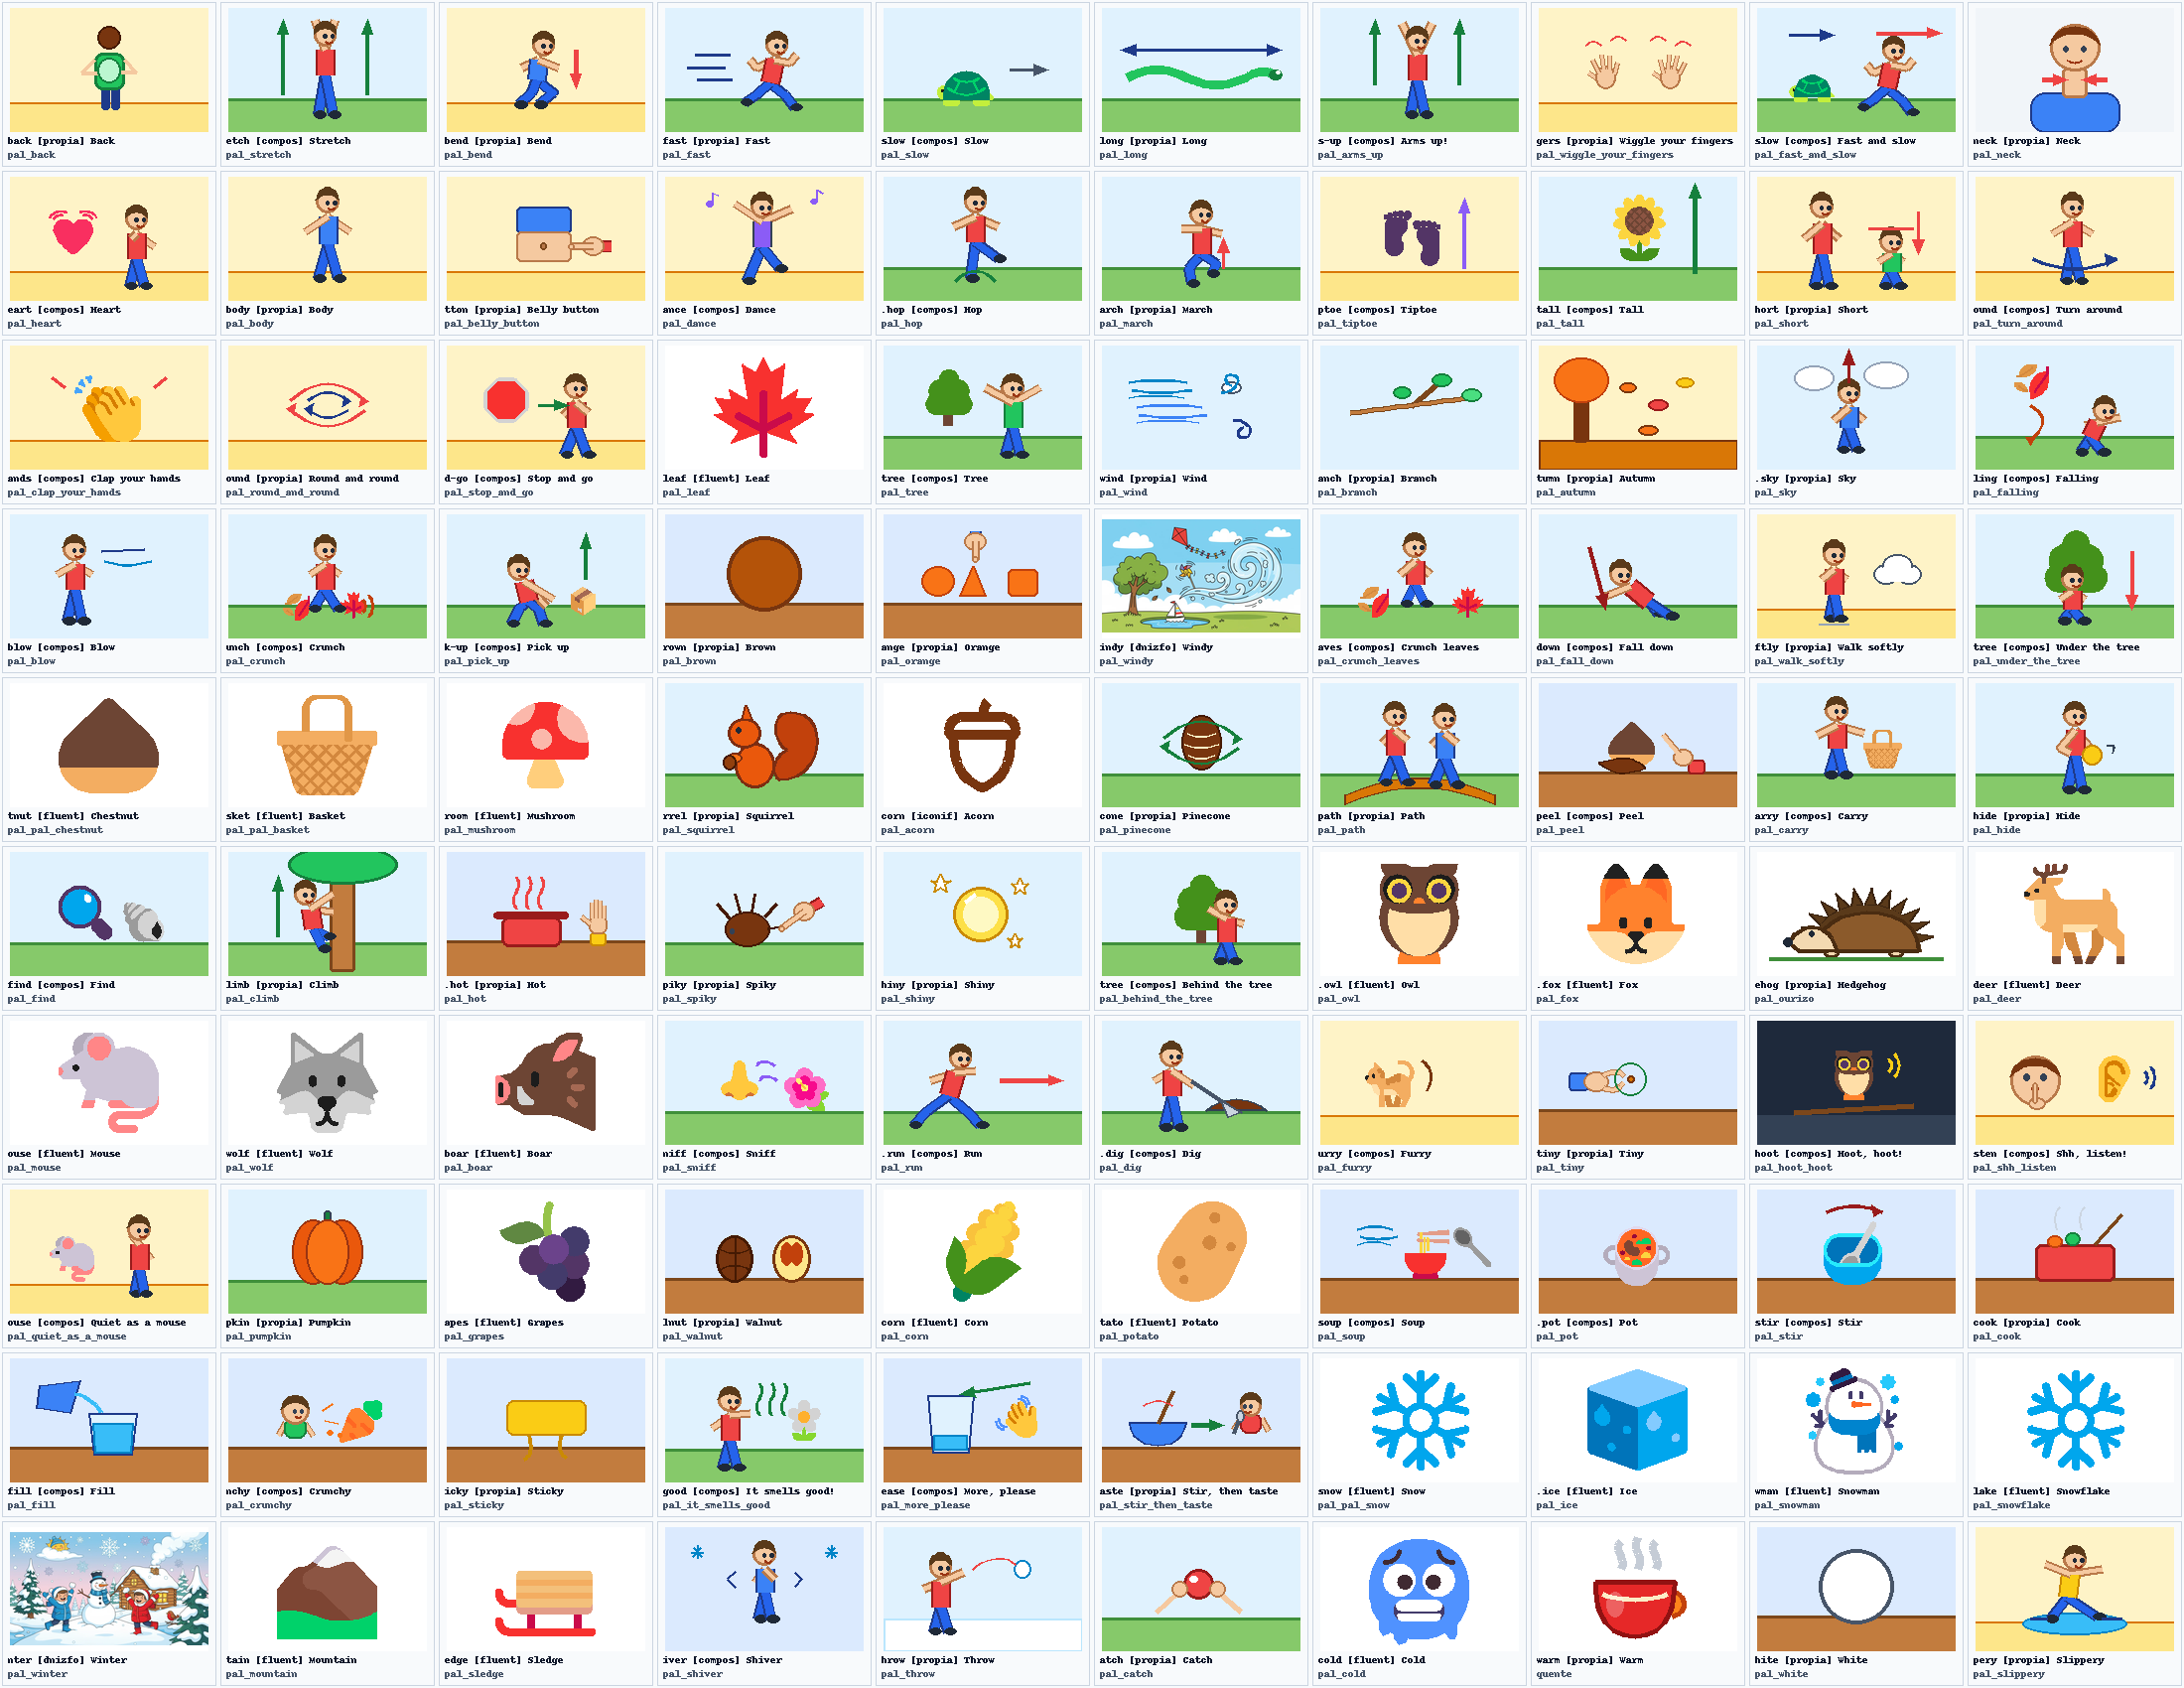 back [propia] Back
pal_back
etch [compos] Stretch
pal_stretch
bend [propia] Bend
pal_bend
fast [propia] Fast
pal_fast
slow [compos] Slow
pal_slow
long [propia] Long
pal_long
s-up [compos] Arms up!
pal_arms_up
gers [propia] Wiggle your fingers
pal_wiggle_your_fingers
slow [compos] Fast and slow
pal_fast_and_slow
neck [propia] Neck
pal_neck
eart [compos] Heart
pal_heart
body [propia] Body
pal_body
tton [propia] Belly button
pal_belly_button
ance [compos] Dance
pal_dance
.hop [compos] Hop
pal_hop
arch [propia] March
pal_march
ptoe [compos] Tiptoe
pal_tiptoe
tall [compos] Tall
pal_tall
hort [propia] Short
pal_short
ound [compos] Turn around
pal_turn_around
ands [compos] Clap your hands
pal_clap_your_hands
ound [propia] Round and round
pal_round_and_round
d-go [compos] Stop and go
pal_stop_and_go
leaf [fluent] Leaf
pal_leaf
tree [compos] Tree
pal_tree
wind [propia] Wind
pal_wind
anch [propia] Branch
pal_branch
tumn [propia] Autumn
pal_autumn
.sky [propia] Sky
pal_sky
ling [compos] Falling
pal_falling
blow [compos] Blow
pal_blow
unch [compos] Crunch
pal_crunch
k-up [compos] Pick up
pal_pick_up
rown [propia] Brown
pal_brown
ange [propia] Orange
pal_orange
indy [dnizfo] Windy
pal_windy
aves [compos] Crunch leaves
pal_crunch_leaves
down [compos] Fall down
pal_fall_down
ftly [propia] Walk softly
pal_walk_softly
tree [compos] Under the tree
pal_under_the_tree
tnut [fluent] Chestnut
pal_pal_chestnut
sket [fluent] Basket
pal_pal_basket
room [fluent] Mushroom
pal_mushroom
rrel [propia] Squirrel
pal_squirrel
corn [iconif] Acorn
pal_acorn
cone [propia] Pinecone
pal_pinecone
path [propia] Path
pal_path
peel [compos] Peel
pal_peel
arry [compos] Carry
pal_carry
hide [propia] Hide
pal_hide
find [compos] Find
pal_find
limb [propia] Climb
pal_climb
.hot [propia] Hot
pal_hot
piky [propia] Spiky
pal_spiky
hiny [propia] Shiny
pal_shiny
tree [compos] Behind the tree
pal_behind_the_tree
.owl [fluent] Owl
pal_owl
.fox [fluent] Fox
pal_fox
ehog [propia] Hedgehog
pal_ourizo
deer [fluent] Deer
pal_deer
ouse [fluent] Mouse
pal_mouse
wolf [fluent] Wolf
pal_wolf
boar [fluent] Boar
pal_boar
niff [compos] Sniff
pal_sniff
.run [compos] Run
pal_run
.dig [compos] Dig
pal_dig
urry [compos] Furry
pal_furry
tiny [propia] Tiny
pal_tiny
hoot [compos] Hoot, hoot!
pal_hoot_hoot
sten [compos] Shh, listen!
pal_shh_listen
ouse [compos] Quiet as a mouse
pal_quiet_as_a_mouse
pkin [propia] Pumpkin
pal_pumpkin
apes [fluent] Grapes
pal_grapes
lnut [propia] Walnut
pal_walnut
corn [fluent] Corn
pal_corn
tato [fluent] Potato
pal_potato
soup [compos] Soup
pal_soup
.pot [compos] Pot
pal_pot
stir [compos] Stir
pal_stir
cook [propia] Cook
pal_cook
fill [compos] Fill
pal_fill
nchy [compos] Crunchy
pal_crunchy
icky [propia] Sticky
pal_sticky
good [compos] It smells good!
pal_it_smells_good
ease [compos] More, please
pal_more_please
aste [propia] Stir, then taste
pal_stir_then_taste
snow [fluent] Snow
pal_pal_snow
.ice [fluent] Ice
pal_ice
wman [fluent] Snowman
pal_snowman
lake [fluent] Snowflake
pal_snowflake
nter [dnizfo] Winter
pal_winter
tain [fluent] Mountain
pal_mountain
edge [fluent] Sledge
pal_sledge
iver [compos] Shiver
pal_shiver
hrow [propia] Throw
pal_throw
atch [propia] Catch
pal_catch
cold [fluent] Cold
pal_cold
warm [propia] Warm
quente
hite [propia] White
pal_white
pery [propia] Slippery
pal_slippery